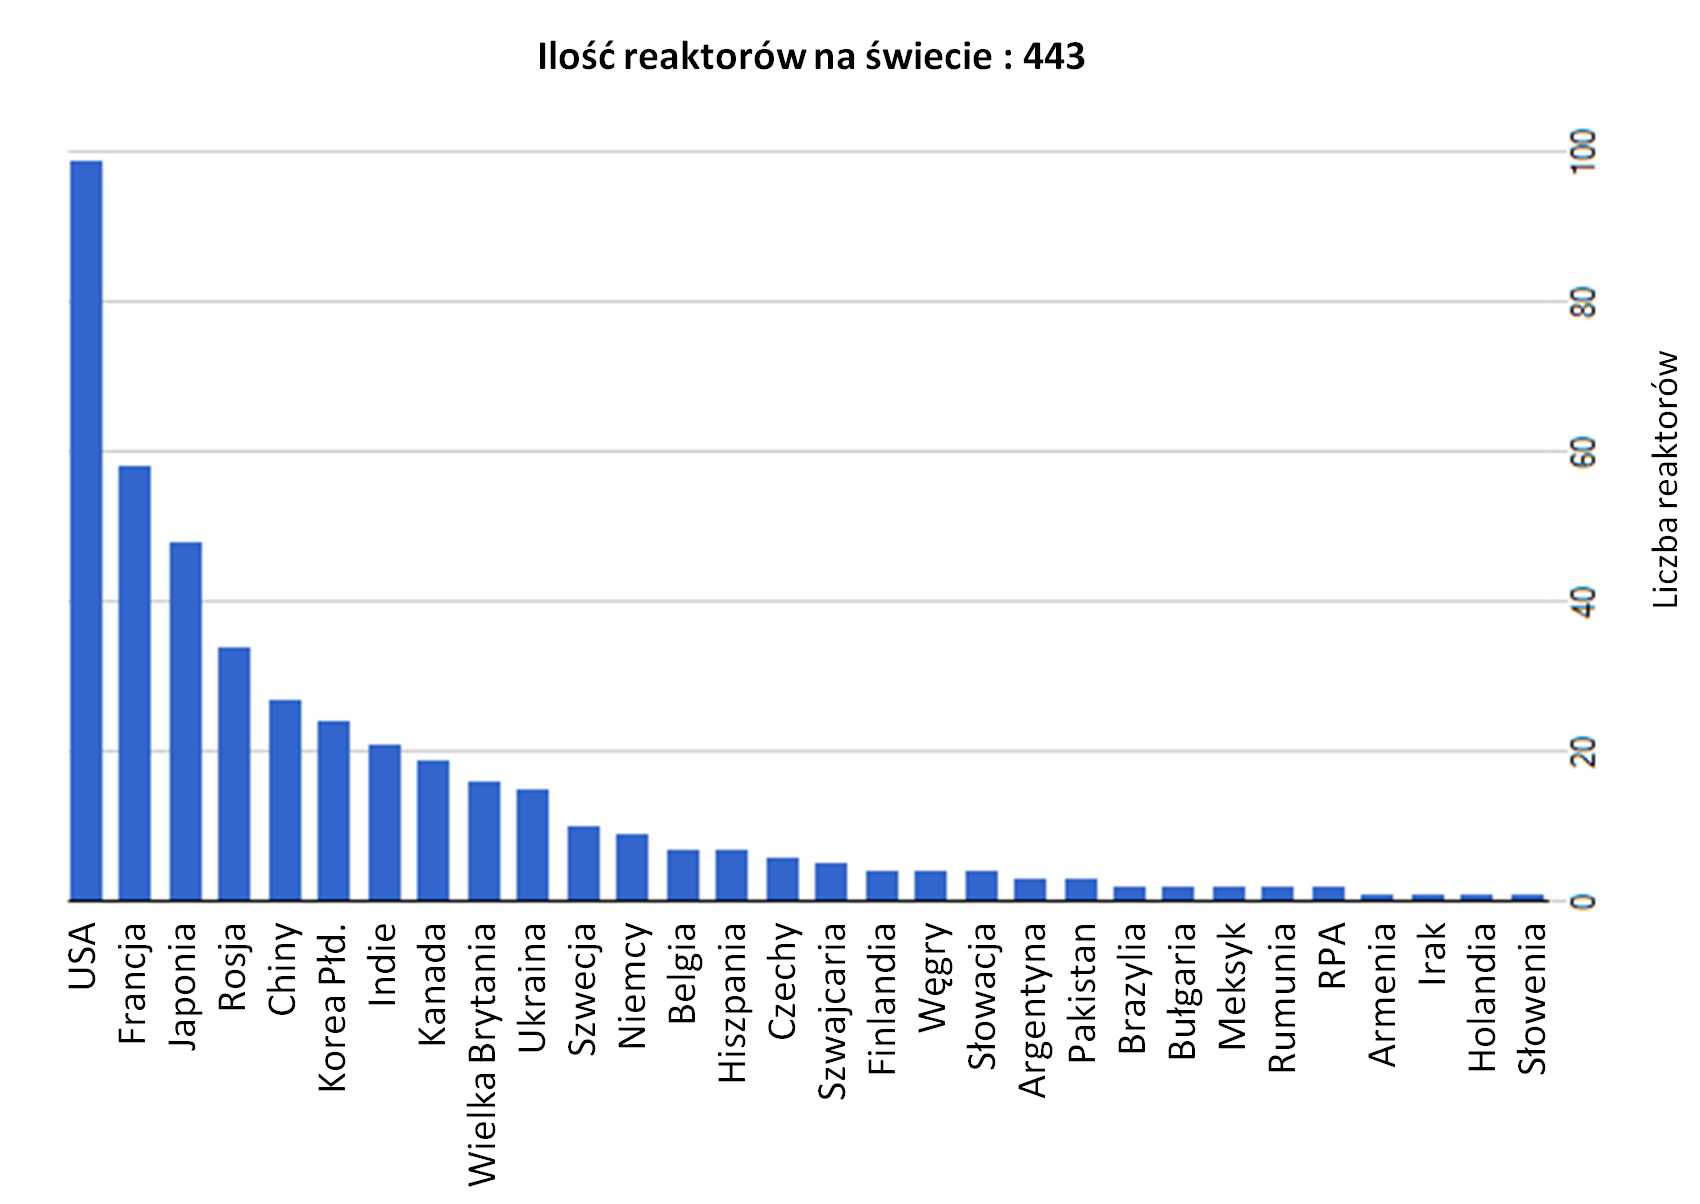 Ilość reaktorów na świecie : 443
100
80
60
40
20
0
Liczba reaktorów
USA
Francja
Japonia
Rosja
Chiny
Korea Płd.
Indie
Kanada
Wielka Brytania
Ukraina
Szwecja
Niemcy
Belgia
Hiszpania
Czechy
Szwajcaria
Finlandia
Węgry
Słowacja
Argentyna
Pakistan
Brazylia
Bułgaria
Meksyk
Rumunia
RPA
Armenia
Irak
Holandia
Słowenia